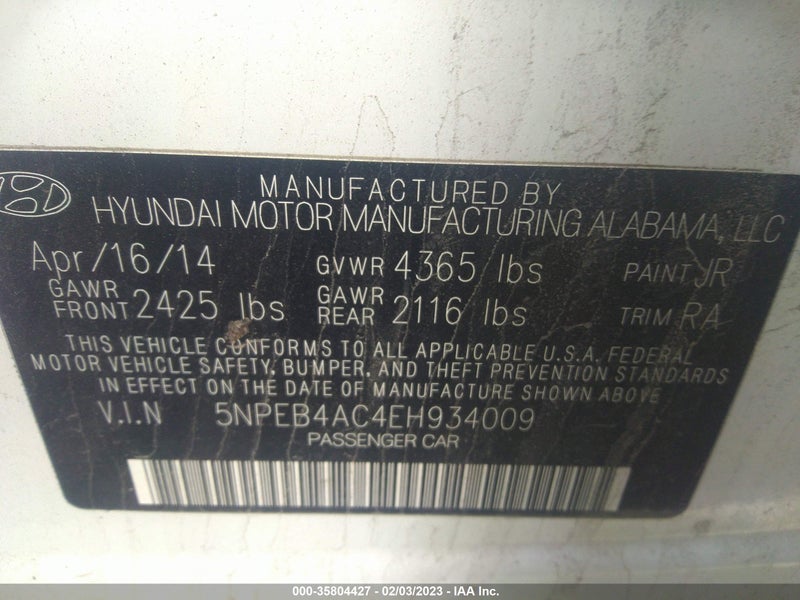 MANUFACTURED BY
HYUNDAI MOTOR MANUFACTURING ALABAMA, LLC
Apr/16/14 GVWR 4365 lbs PAINT JR
GAWR FRONT 2425 lbs GAWR REAR 2116 lbs TRIM RA
THIS VEHICLE CONFORMS TO ALL APPLICABLE U.S.A. FEDERAL
MOTOR VEHICLE SAFETY, BUMPER, AND THEFT PREVENTION STANDARDS
IN EFFECT ON THE DATE OF MANUFACTURE SHOWN ABOVE
V.I.N 5NPEB4AC4EH934009
PASSENGER CAR
000-35804427 - 02/03/2023 - IAA Inc.